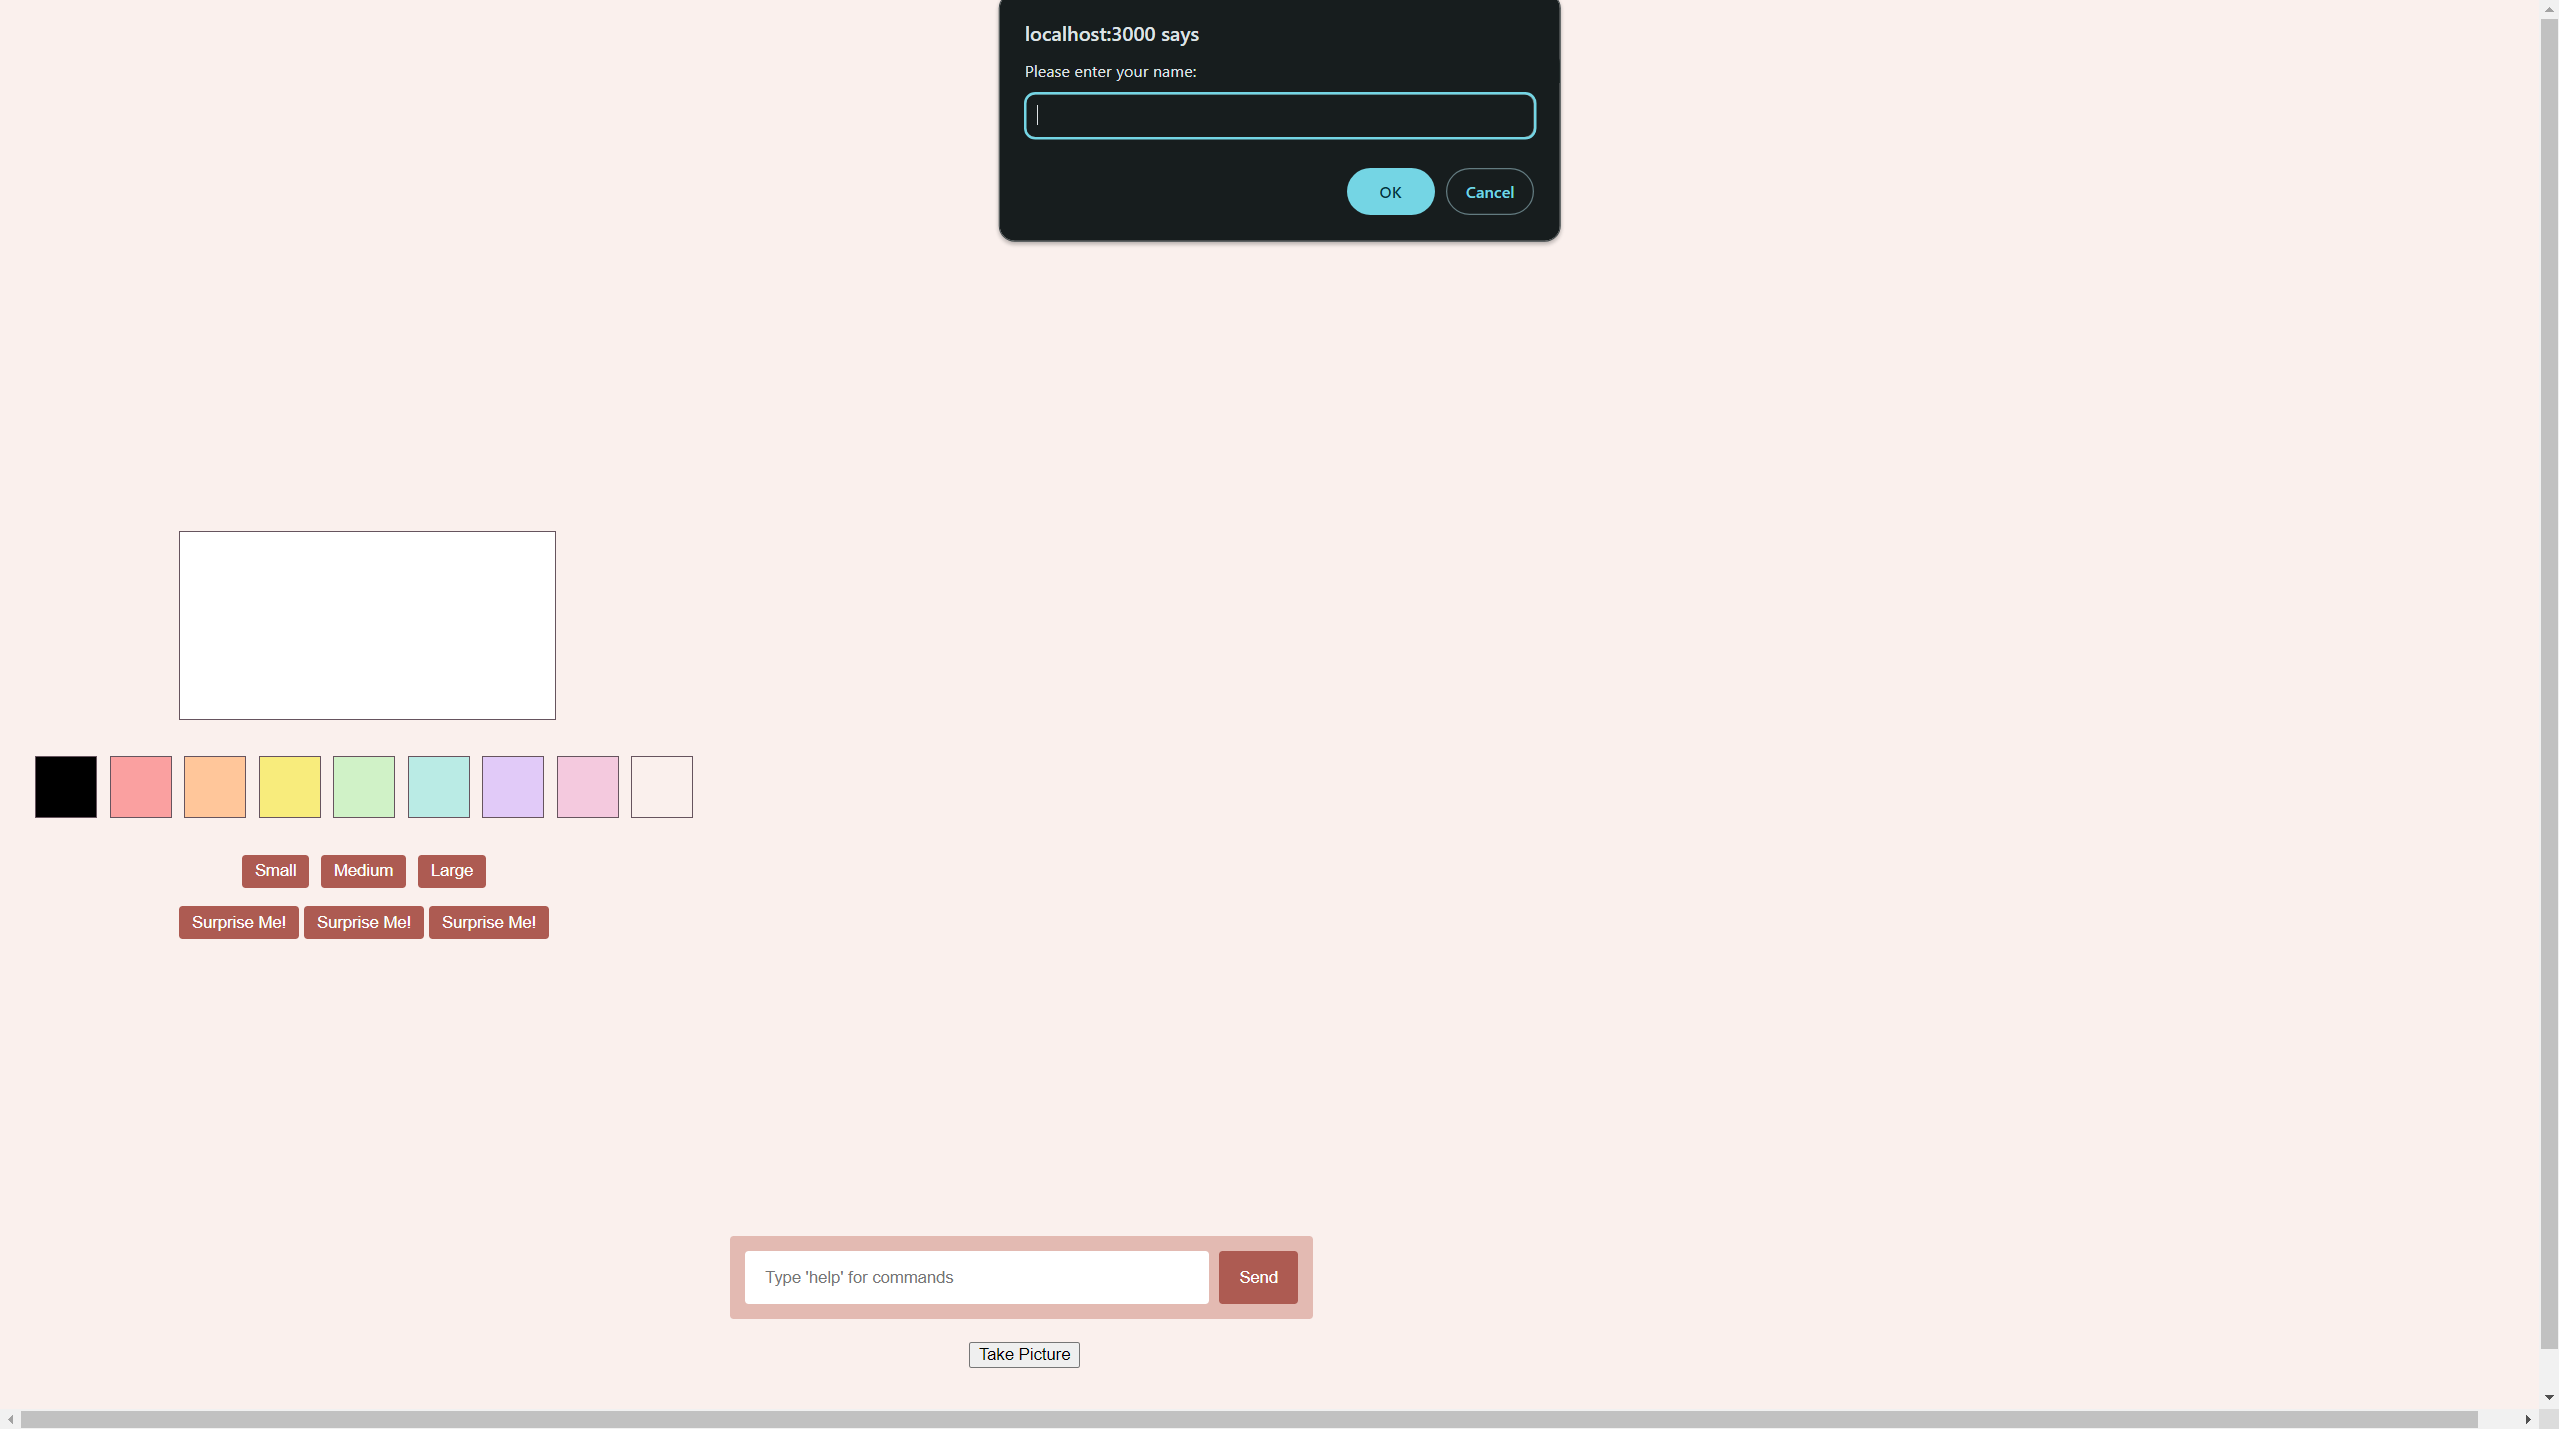 localhost:3000 says
Please enter your name:
OK Cancel
Small Medium Large
Surprise Me! Surprise Me! Surprise Me!
Type 'help' for commands Send
Take Picture